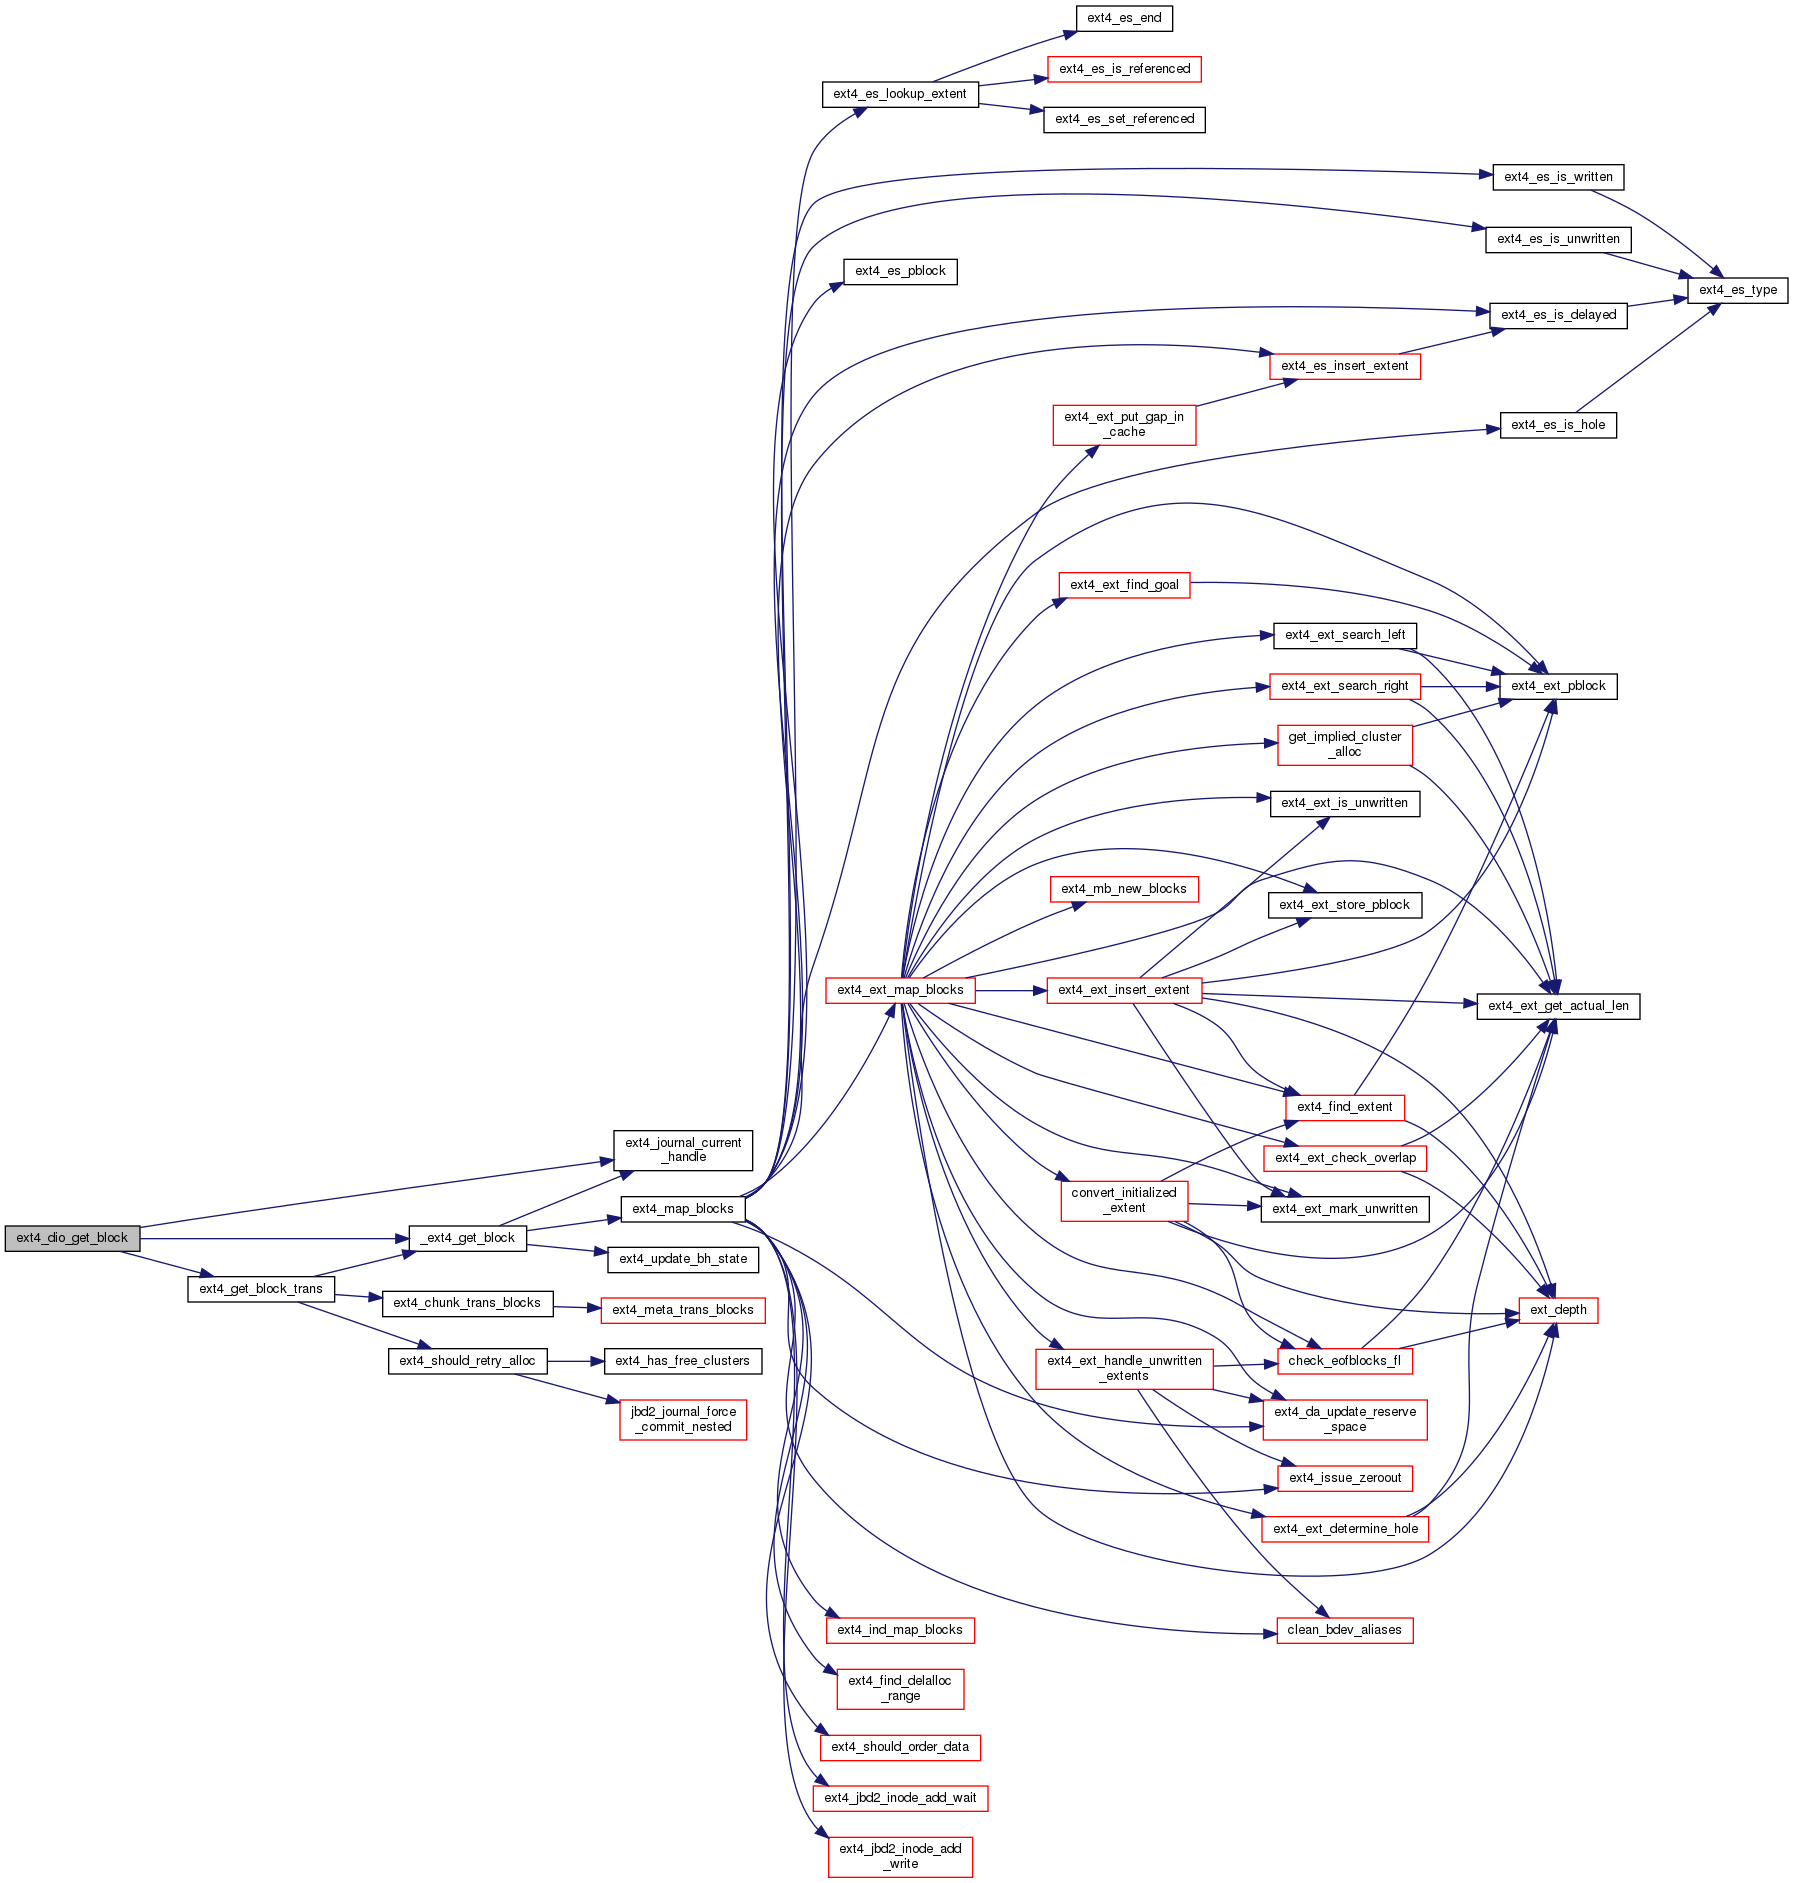 ext4_es_end
ext4_es_is_referenced
ext4_es_lookup_extent
ext4_es_set_referenced
ext4_es_is_written
ext4_es_is_unwritten
ext4_es_pblock
ext4_es_type
ext4_es_is_delayed
ext4_es_insert_extent
ext4_ext_put_gap_in
_cache
ext4_es_is_hole
ext4_ext_find_goal
ext4_ext_search_left
ext4_ext_search_right
ext4_ext_pblock
get_implied_cluster
_alloc
ext4_ext_is_unwritten
ext4_mb_new_blocks
ext4_ext_store_pblock
ext4_ext_map_blocks
ext4_ext_insert_extent
ext4_ext_get_actual_len
ext4_find_extent
ext4_journal_current
_handle
ext4_ext_check_overlap
convert_initialized
_extent
ext4_map_blocks
ext4_ext_mark_unwritten
ext4_dio_get_block
_ext4_get_block
ext4_update_bh_state
ext4_get_block_trans
ext4_chunk_trans_blocks
ext4_meta_trans_blocks
ext_depth
ext4_should_retry_alloc
ext4_has_free_clusters
ext4_ext_handle_unwritten
_extents
check_eofblocks_fl
jbd2_journal_force
_commit_nested
ext4_da_update_reserve
_space
ext4_issue_zeroout
ext4_ext_determine_hole
ext4_ind_map_blocks
clean_bdev_aliases
ext4_find_delalloc
_range
ext4_should_order_data
ext4_jbd2_inode_add_wait
ext4_jbd2_inode_add
_write